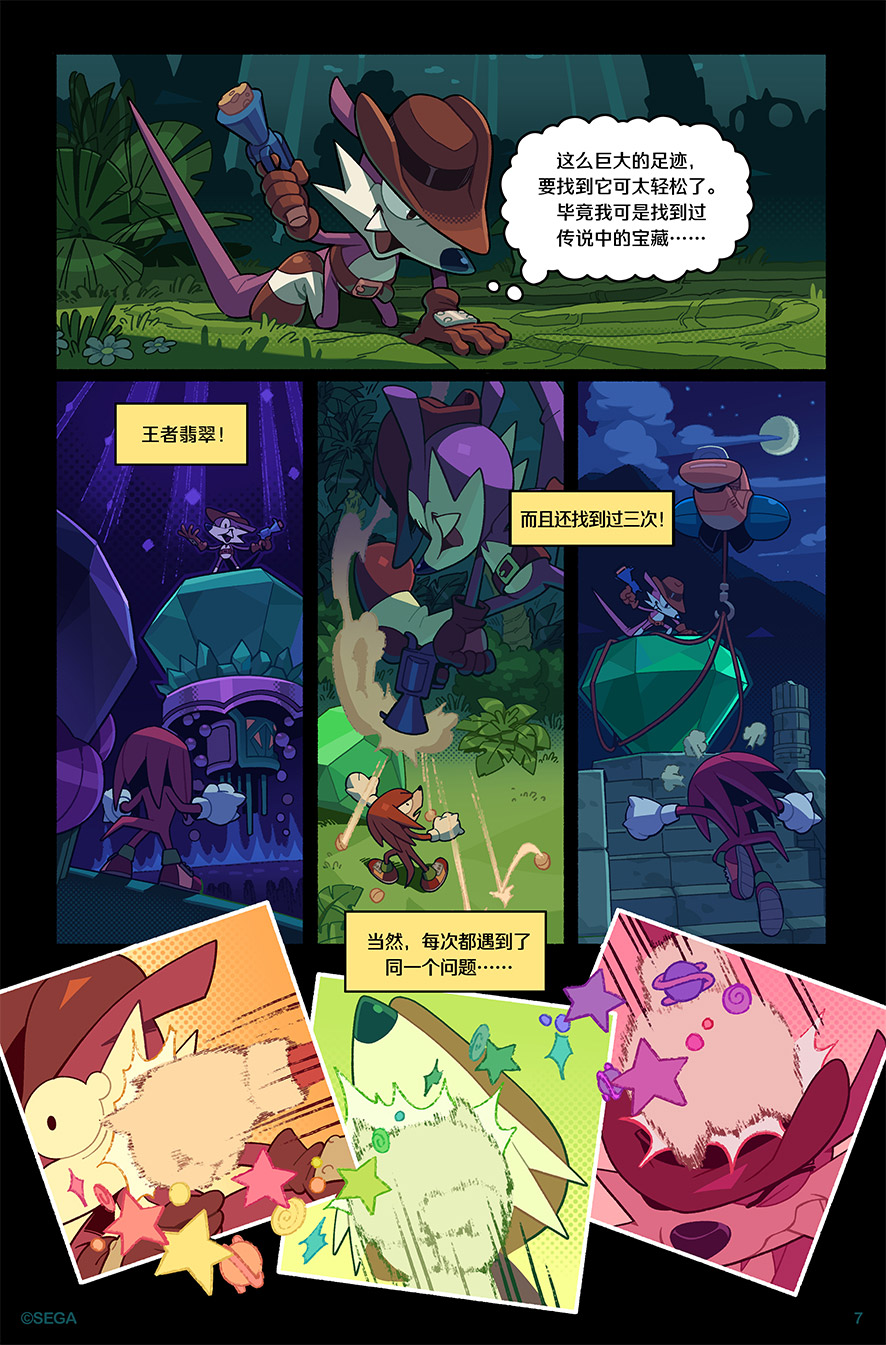 这么巨大的足迹，
要找到它可太轻松了。
毕竟我可是找到过
传说中的宝藏……
王者翡翠！
而且还找到过三次！
当然，每次都遇到了
同一个问题……
©SEGA
7